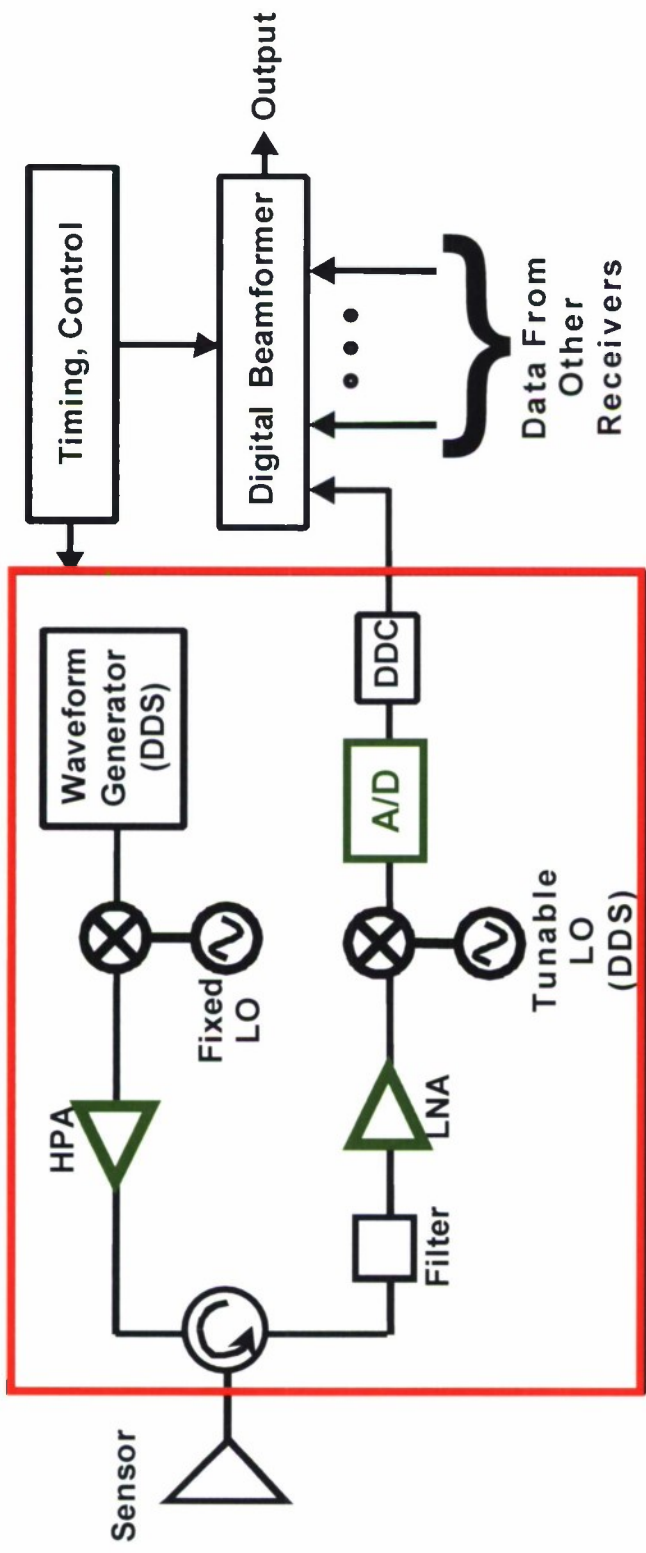 Timing, Control
Waveform
Generator
(DDS)
HPA
Fixed
LO
Sensor
Filter
LNA
Tunable
LO
(DDS)
A/D
DDC
Digital Beamformer
Output
Data From
Other
Receivers